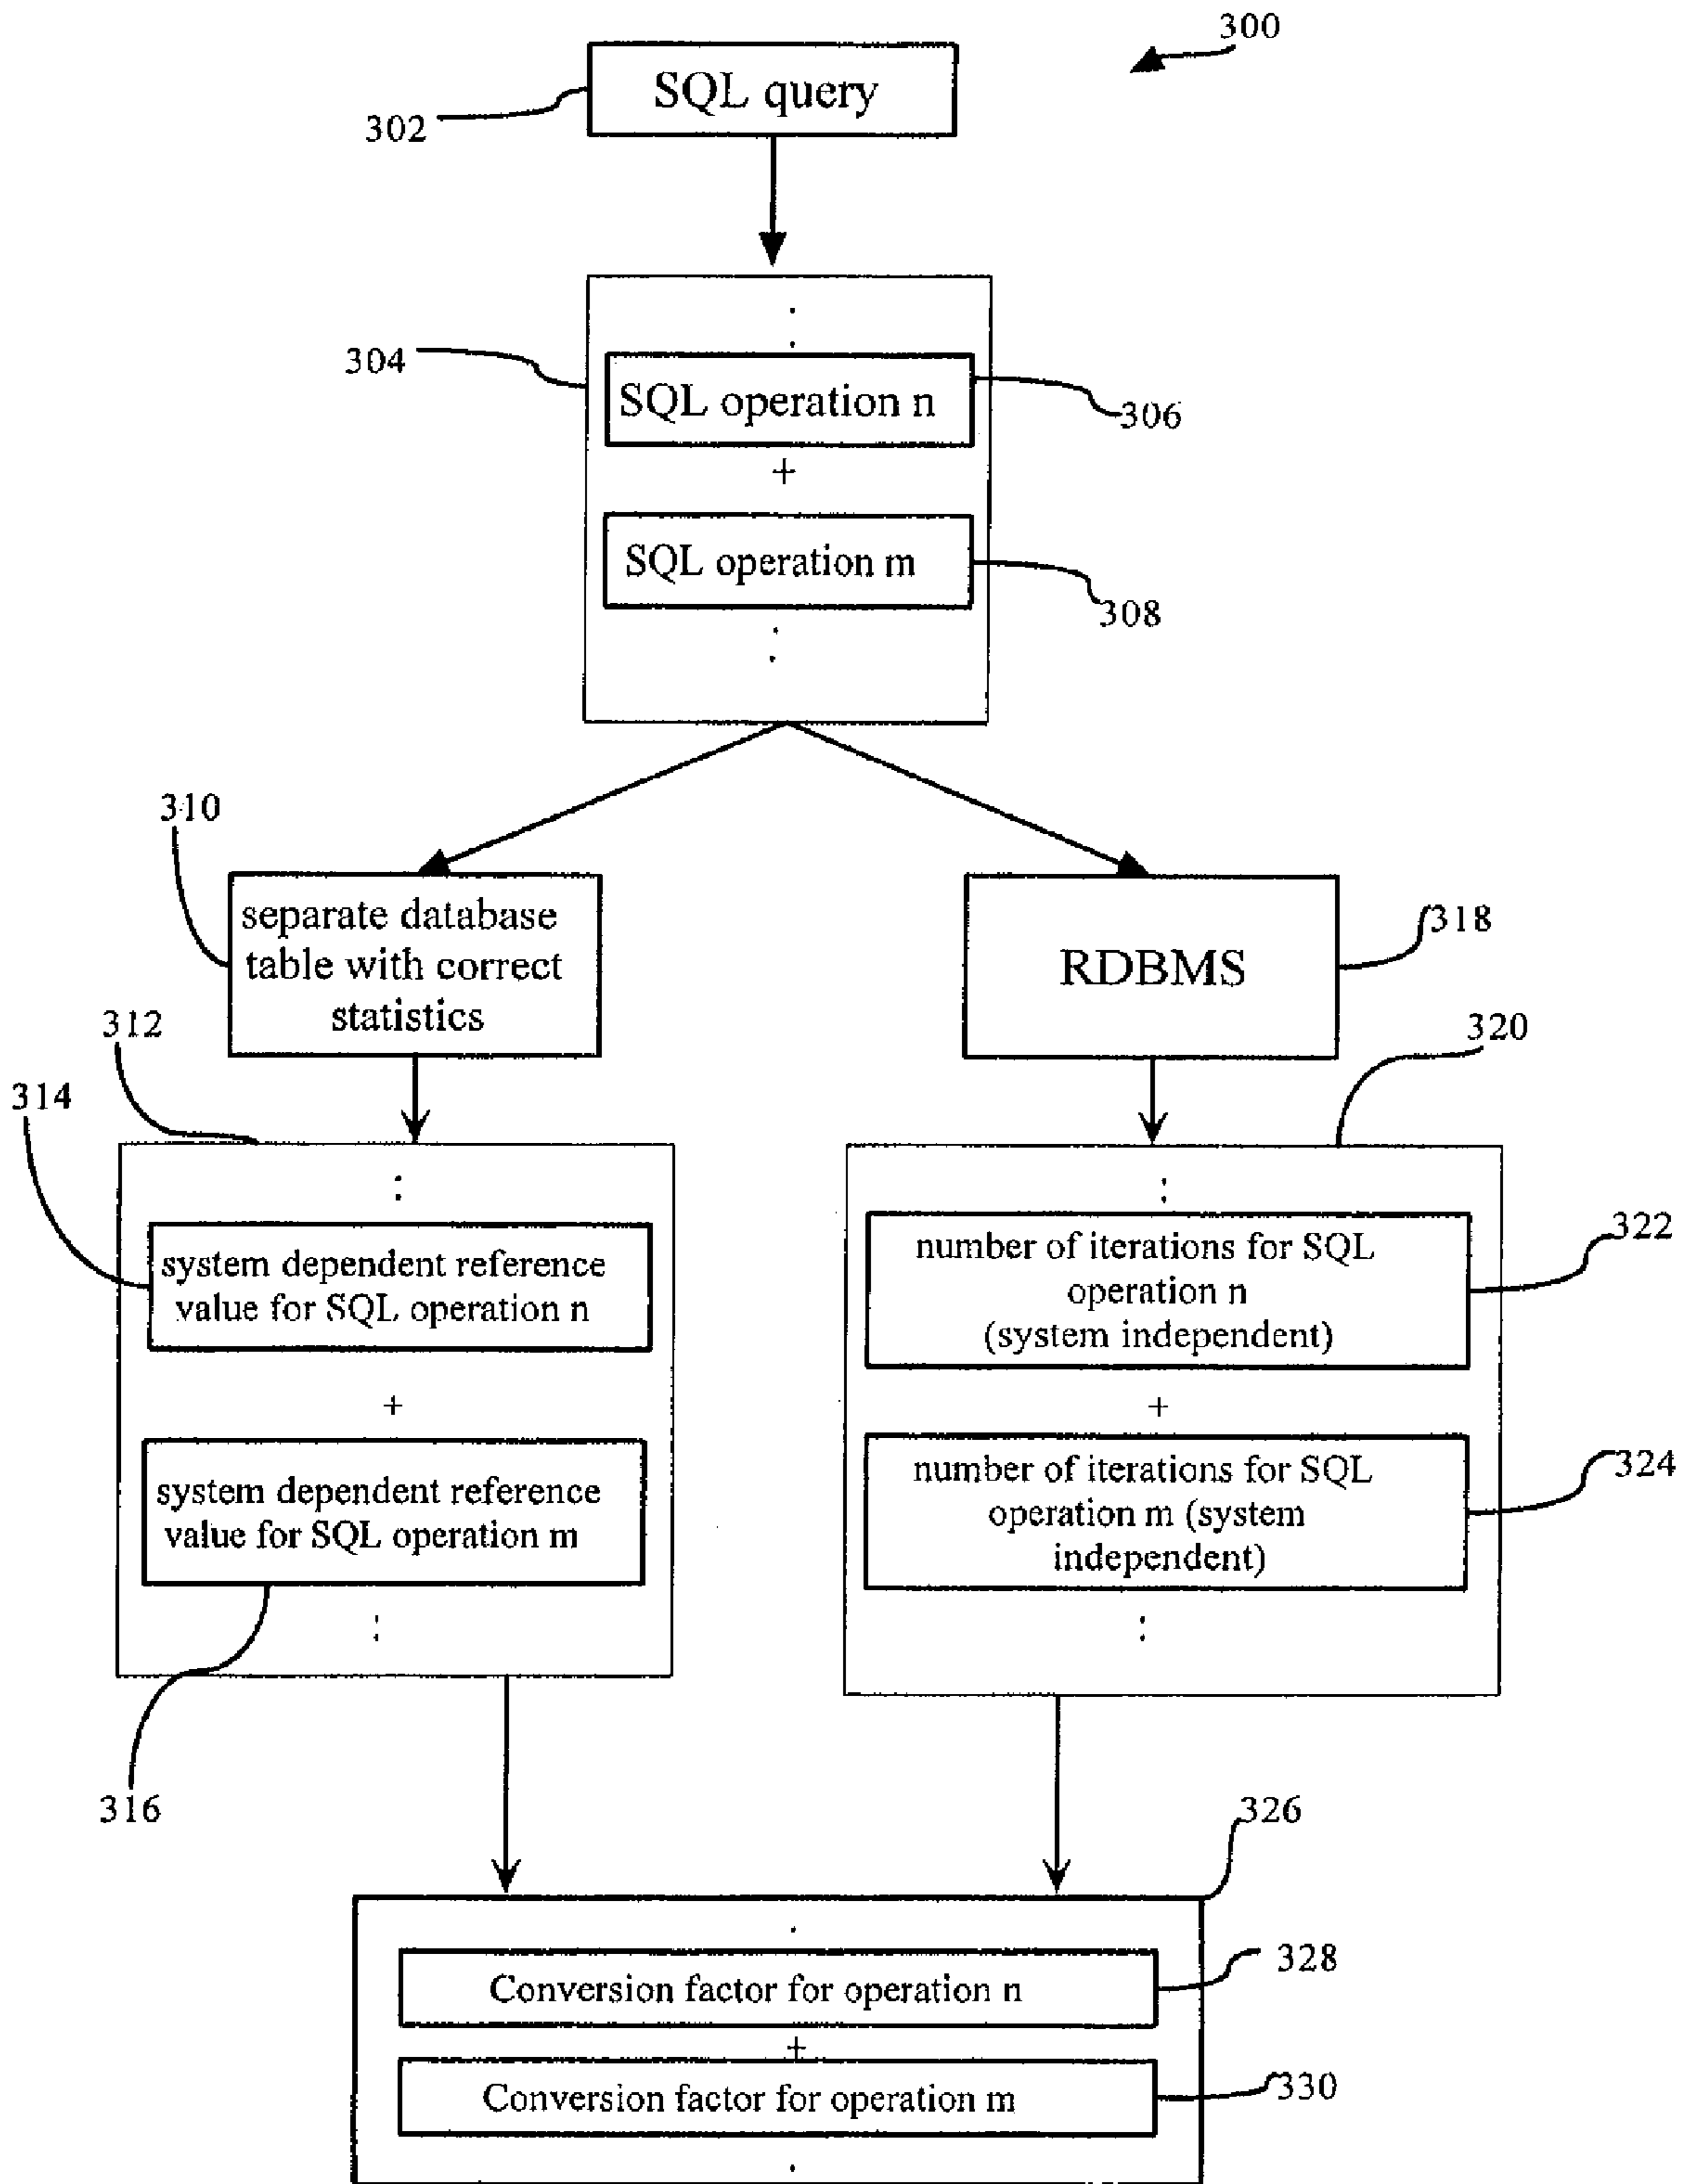 300
SQL query
302
304
SQL operation n
306
+
SQL operation m
308
310
separate database
table with correct
statistics
RDBMS
318
312
320
314
system dependent reference
value for SQL operation n
+
system dependent reference
value for SQL operation m
316
number of iterations for SQL
operation n
(system independent)
322
+
number of iterations for SQL
operation m (system
independent)
324
326
Conversion factor for operation n
328
+
Conversion factor for operation m
330